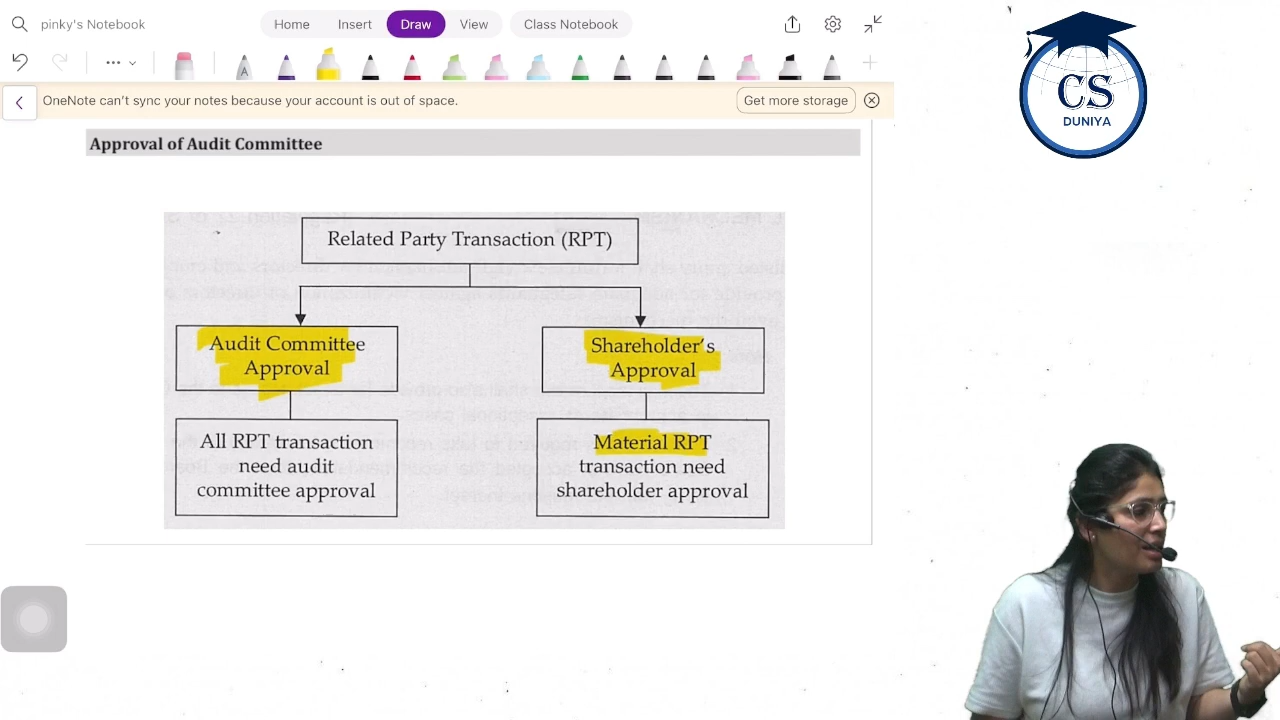 pinky's Notebook
Home Insert Draw View Class Notebook
A
OneNote can't sync your notes because your account is out of space.
Get more storage
CS
DUNIYA
Approval of Audit Committee
Related Party Transaction (RPT)
Audit Committee
Approval
Shareholder's
Approval
All RPT transaction
need audit
committee approval
Material RPT
transaction need
shareholder approval